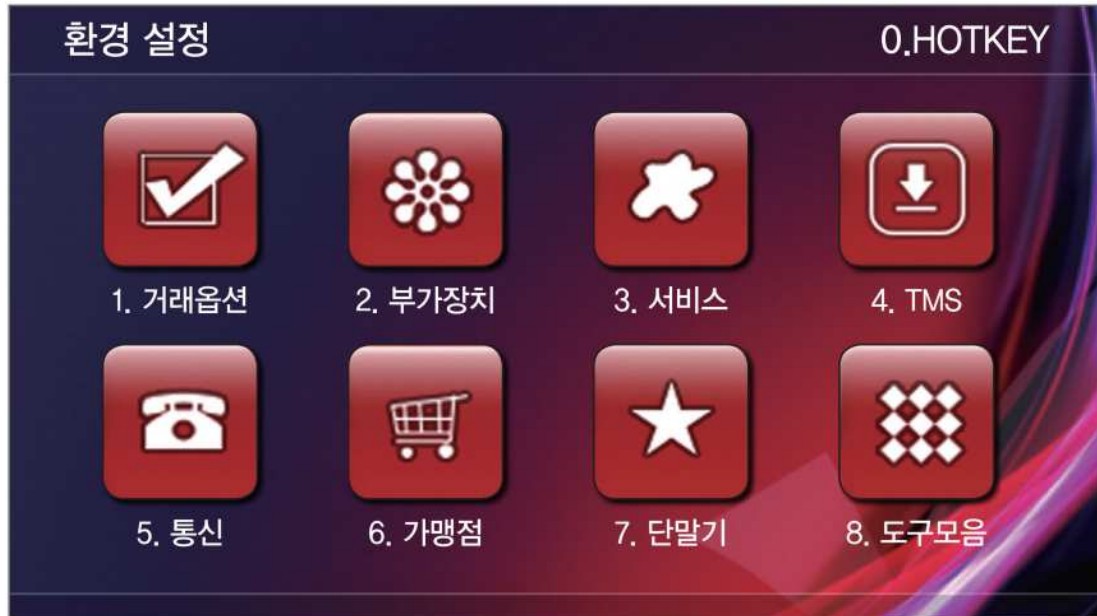 환경 설정
0.HOTKEY
1. 거래옵션
2. 부가장치
3. 서비스
4. TMS
5. 통신
6. 가맹점
7. 단말기
8. 도구모음